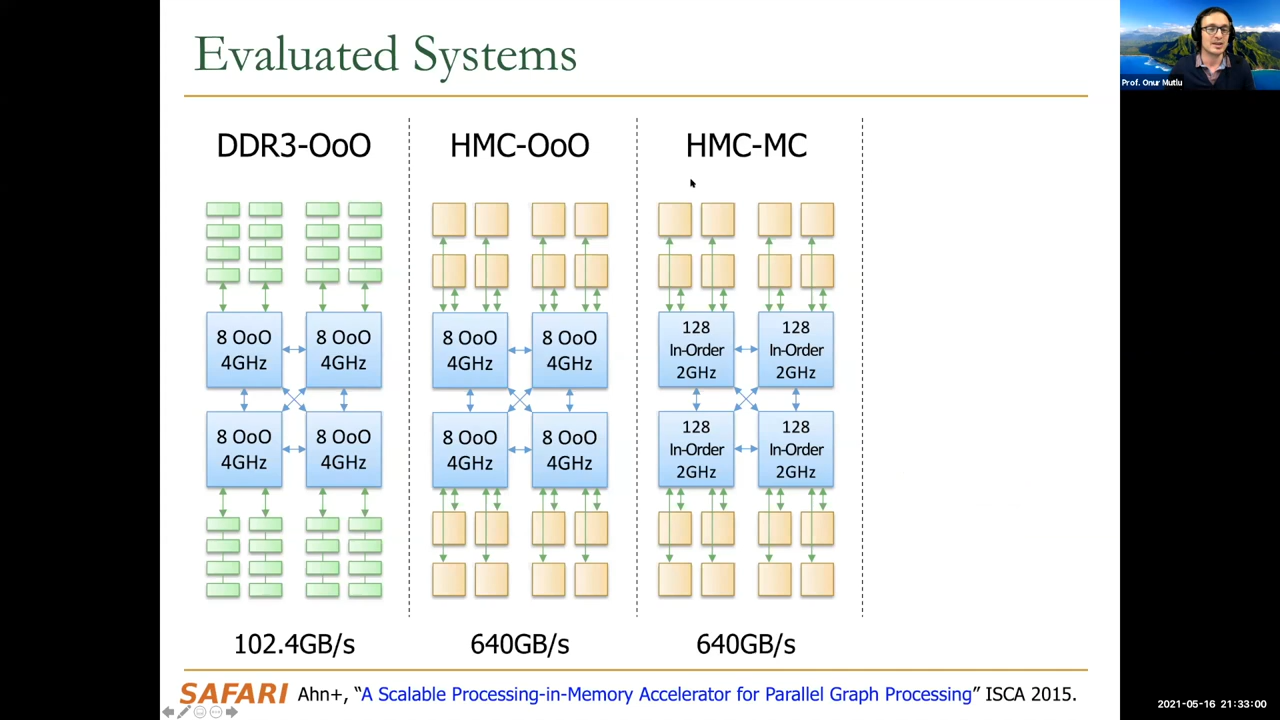 Evaluated Systems
Prof. Onur Mutlu
DDR3-OoO
HMC-OoO
HMC-MC
8 OoO
4GHz
8 OoO
4GHz
8 OoO
4GHz
8 OoO
4GHz
8 OoO
4GHz
8 OoO
4GHz
8 OoO
4GHz
8 OoO
4GHz
128
In-Order
2GHz
128
In-Order
2GHz
128
In-Order
2GHz
128
In-Order
2GHz
102.4GB/s
640GB/s
640GB/s
SAFARI Ahn+, “A Scalable Processing-in-Memory Accelerator for Parallel Graph Processing” ISCA 2015.
2021-05-16 21:33:00